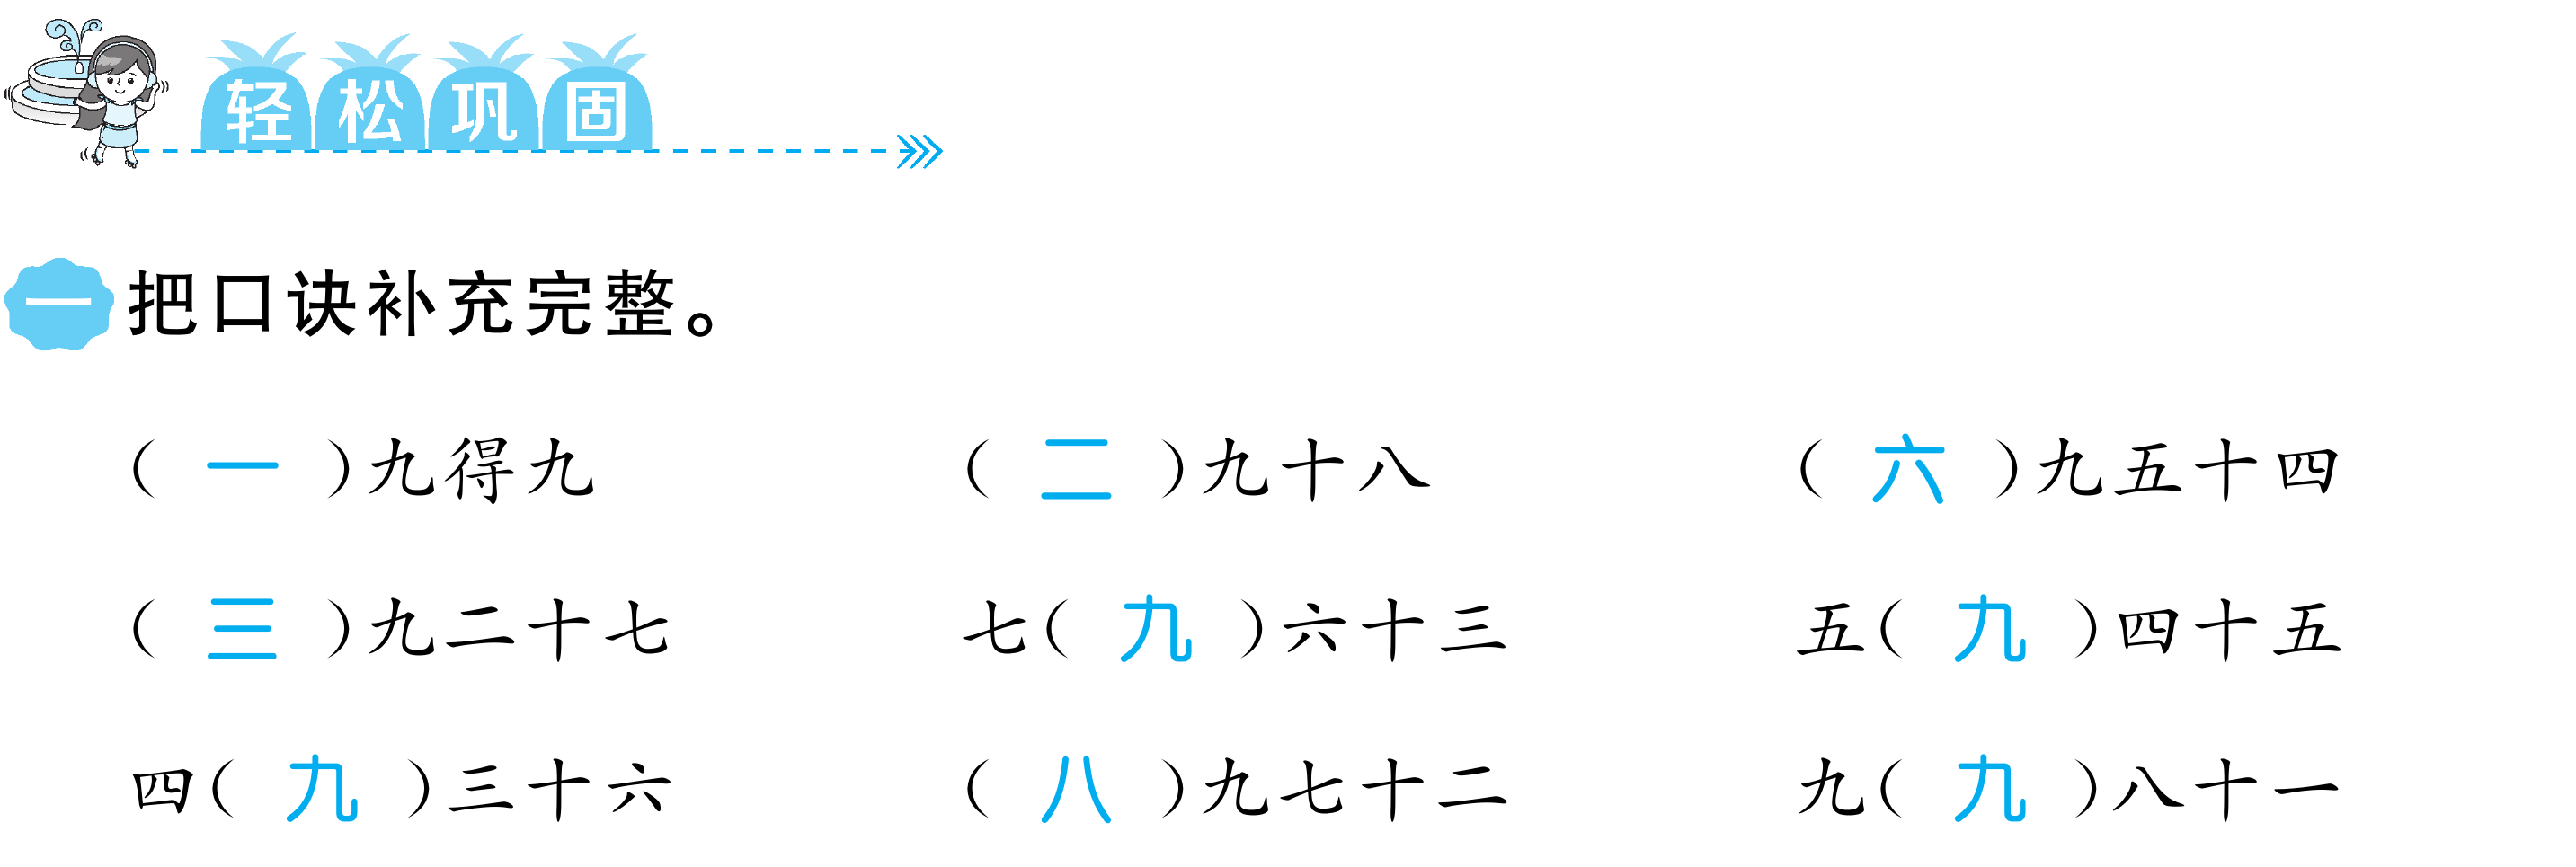 轻松巩固
一 把口诀补充完整。
( 一 )九得九 ( 二 )九十八 ( 六 )九五十四
( 三 )九二十七 七( 九 )六十三 五( 九 )四十五
四( 九 )三十六 ( 八 )九七十二 九( 九 )八十一